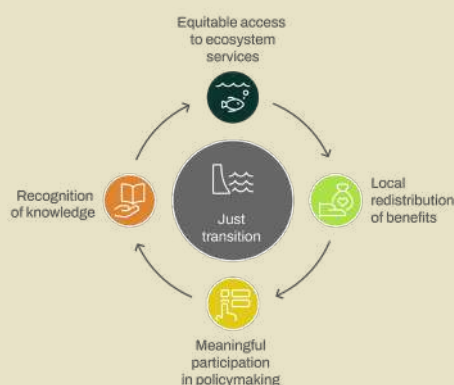 Equitable access
to ecosystem
services
Recognition
of knowledge
Just
transition
Local
redistribution
of benefits
Meaningful
participation
in policymaking